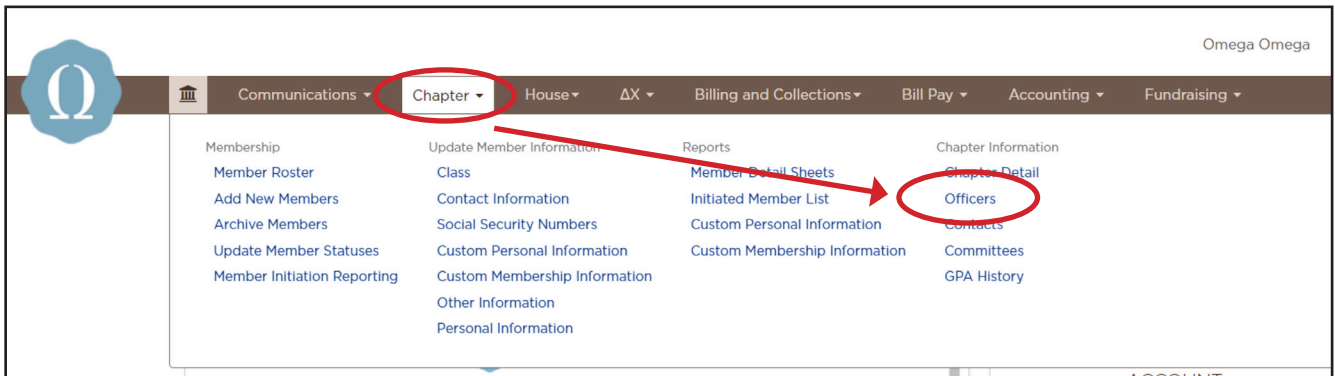 Omega Omega
Ω
Communications Chapter House ΔX Billing and Collections Bill Pay Accounting Fundraising
Membership
Member Roster
Add New Members
Archive Members
Update Member Statuses
Member Initiation Reporting
Update Member Information
Class
Contact Information
Social Security Numbers
Custom Personal Information
Custom Membership Information
Other Information
Personal Information
Reports
Member Detail Sheets
Initiated Member List
Custom Personal Information
Custom Membership Information
Chapter Information
Chapter Detail
Officers
Contacts
Committees
GPA History
ACCOUNT